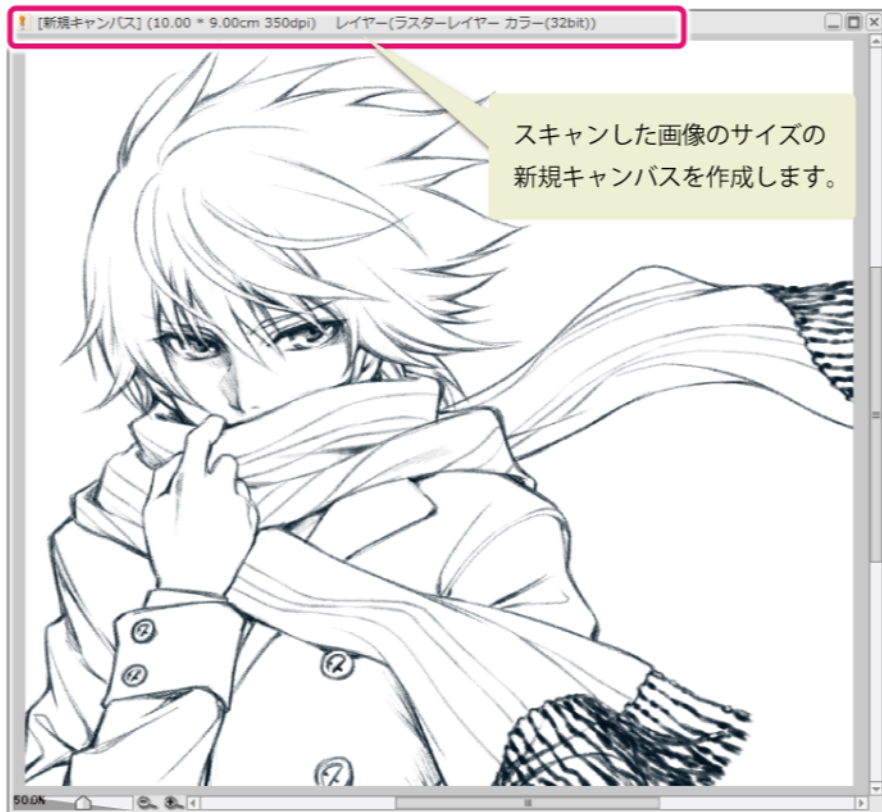 [新規キャンバス] (10.00 * 9.00cm 350dpi) レイヤー(ラスターレイヤー カラー(32bit))
スキャンした画像のサイズの
新規キャンバスを作成します。
50.0%